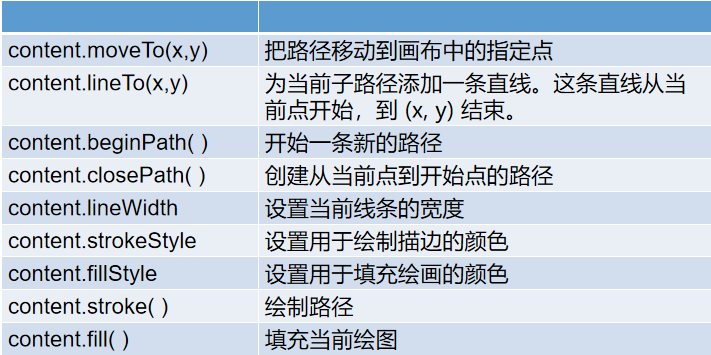 content.moveTo(x,y) 把路径移动到画布中的指定点
content.lineTo(x,y) 为当前子路径添加一条直线。这条直线从当
前点开始，到 (x, y) 结束。
content.beginPath( ) 开始一条新的路径
content.closePath( ) 创建从当前点到开始点的路径
content.lineWidth 设置当前线条的宽度
content.strokeStyle 设置用于绘制描边的颜色
content.fillStyle 设置用于填充绘画的颜色
content.stroke( ) 绘制路径
content.fill( ) 填充当前绘图